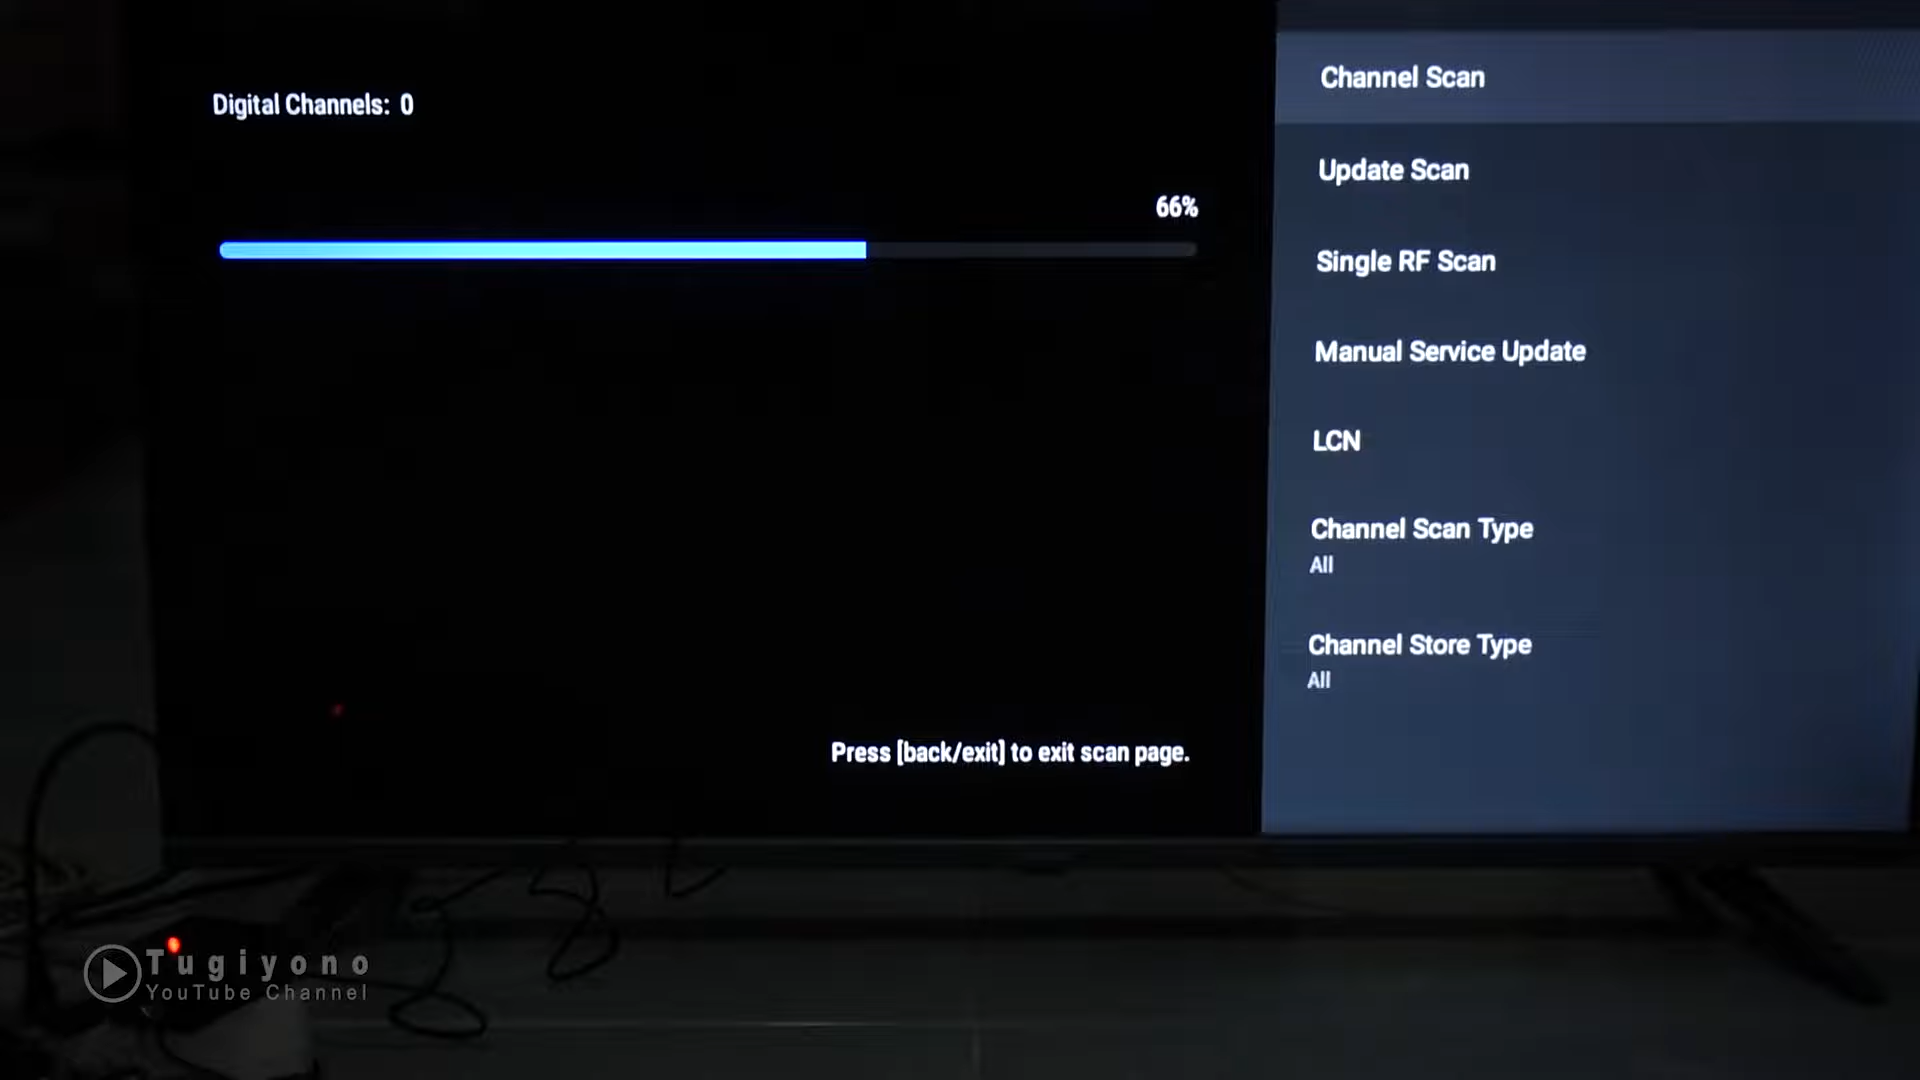 Digital Channels: 0
66%
Press [back/exit] to exit scan page.
Channel Scan
Update Scan
Single RF Scan
Manual Service Update
LCN
Channel Scan Type
All
Channel Store Type
All
Tugiyono
YouTube Channel